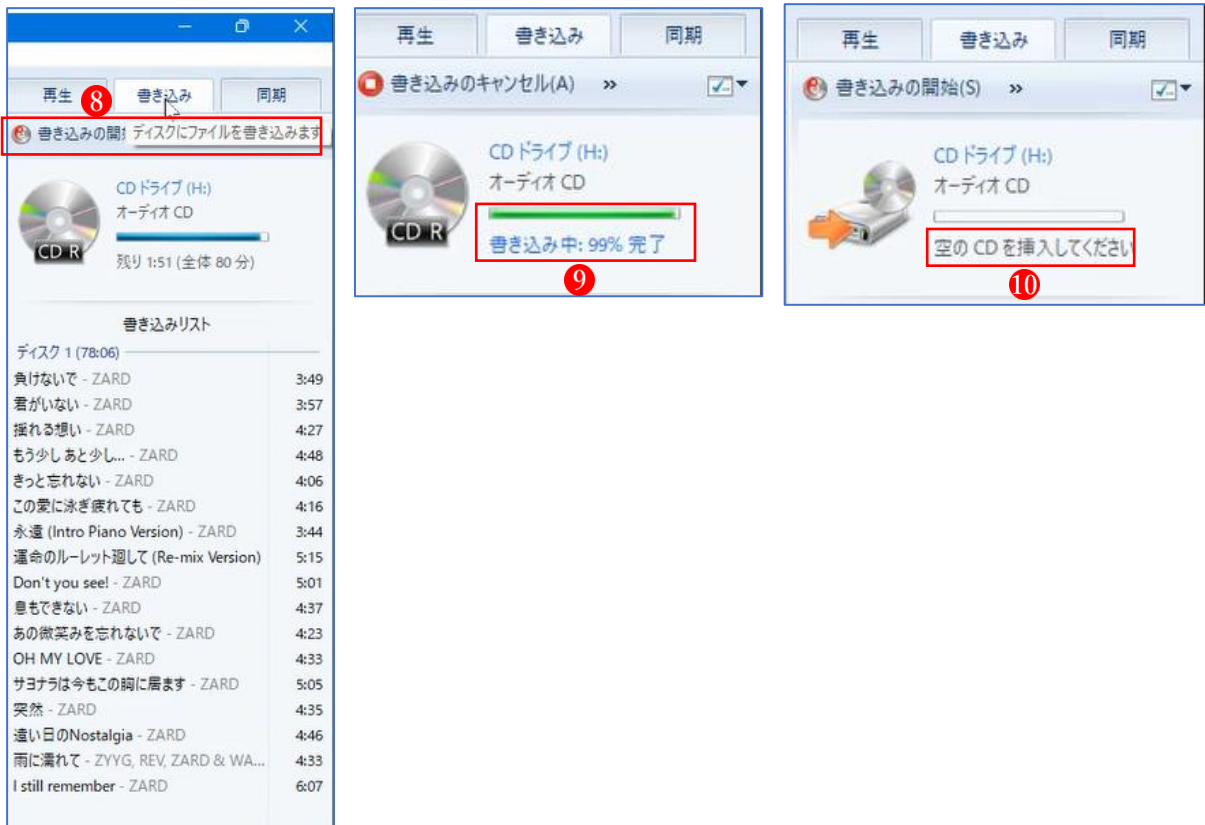 再生 書き込み 同期
8
書き込みの開 ディスクにファイルを書き込みます
CD ドライブ (H:)
オーディオ CD
CD R
残り 1:51 (全体 80 分)
書き込みリスト
ディスク 1 (78:06)
負けないで - ZARD 3:49
君がいない - ZARD 3:57
揺れる想い - ZARD 4:27
もう少し あと少し... - ZARD 4:48
きっと忘れない - ZARD 4:06
この愛に泳ぎ疲れても - ZARD 4:16
永遠 (Intro Piano Version) - ZARD 3:44
運命のルーレット廻して (Re-mix Version) 5:15
Don't you see! - ZARD 5:01
息もできない - ZARD 4:37
あの微笑みを忘れないで - ZARD 4:23
OH MY LOVE - ZARD 4:33
サヨナラは今もこの胸に居ます - ZARD 5:05
突然 - ZARD 4:35
遠い日のNostalgia - ZARD 4:46
雨に濡れて - ZYYG, REV, ZARD & WA... 4:33
I still remember - ZARD 6:07
再生 書き込み 同期
書き込みのキャンセル(A) »
CD ドライブ (H:)
オーディオ CD
CD R
書き込み中: 99% 完了
9
再生 書き込み 同期
書き込みの開始(S) »
CD ドライブ (H:)
オーディオ CD
空の CD を挿入してください
10